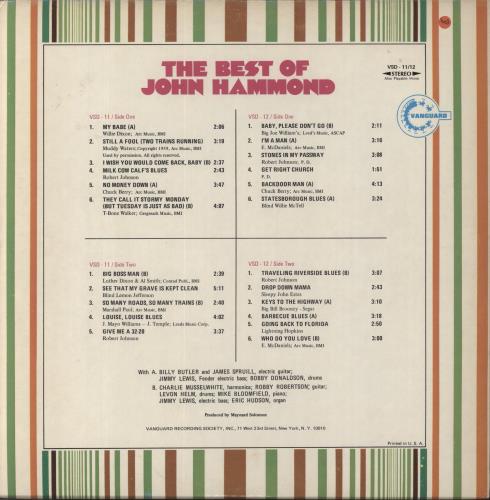 THE BEST OF
JOHN HAMMOND
VSD - 11/12
STEREO
Also Playable Mono
VANGUARD
VSD - 11 / Side One
1. MY BABE (A) 2:06
Willie Dixon; Arc Music, BMI
2. STILL A FOOL (TWO TRAINS RUNNING) 3:19
Muddy Waters; Copyright 1959, Arc Music, BMI
Used by permission. All rights reserved.
3. I WISH YOU WOULD COME BACK, BABY (B) 2:37
4. MILK COW CALF'S BLUES 2:43
Robert Johnson
5. NO MONEY DOWN (A) 3:47
Chuck Berry; Arc Music, BMI
6. THEY CALL IT STORMY MONDAY
(BUT TUESDAY IS JUST AS BAD) (B) 4:07
T-Bone Walker; Gregmark Music, BMI
VSD - 12 / Side One
1. BABY, PLEASE DON'T GO (B) 2:11
Big Joe William's, Leed's Music, ASCAP
2. I'M A MAN (A) 3:16
E. McDaniels; Arc Music, BMI
3. STONES IN MY PASSWAY 3:08
Robert Johnson, P. D.
4. GET RIGHT CHURCH 1:51
P. D.
5. BACKDOOR MAN (A) 4:13
Chuck Berry; Arc Music, BMI
6. STATESBOROUGH BLUES (A) 3:24
Blind Willie McTell
VSD - 11 / Side Two
1. BIG BOSS MAN (B) 2:39
Luther Dixon & Al Smith; Conrad Publ., BMI
2. SEE THAT MY GRAVE IS KEPT CLEAN 5:11
Blind Lemon Jefferson
3. SO MANY ROADS, SO MANY TRAINS (B) 2:40
Marshall Paul, Arc Music, BMI
4. LOUISE, LOUISE BLUES 4:02
J. Mayo Williams – J. Temple; Leeds Music Corp.
5. GIVE ME A 32-20 3:37
Robert Johnson
VSD - 12 / Side Two
1. TRAVELING RIVERSIDE BLUES (B) 3:07
Robert Johnson
2. DROP DOWN MAMA 2:43
Sleepy John Estes
3. KEYS TO THE HIGHWAY (A) 3:10
Big Bill Broonzy - Segar
4. BARBECUE BLUES (A) 3:18
5. GOING BACK TO FLORIDA 2:50
Lightning Hopkins
6. WHO DO YOU LOVE (B) 3:00
E. McDaniels; Arc Music, BMI
With A. BILLY BUTLER and JAMES SPRUILL, electric guitar;
JIMMY LEWIS, Fender electric bass; BOBBY DONALDSON, drums
B. CHARLIE MUSSELWHITE, harmonica; ROBBY ROBERTSON, guitar;
LEVON HELM, drums; MIKE BLOOMFIELD, piano;
JIMMY LEWIS, electric bass; ERIC HUDSON, organ
Produced by Maynard Solomon
VANGUARD RECORDING SOCIETY, INC., 71 West 23rd Street, N. Y. 10010
Printed in U. S. A.